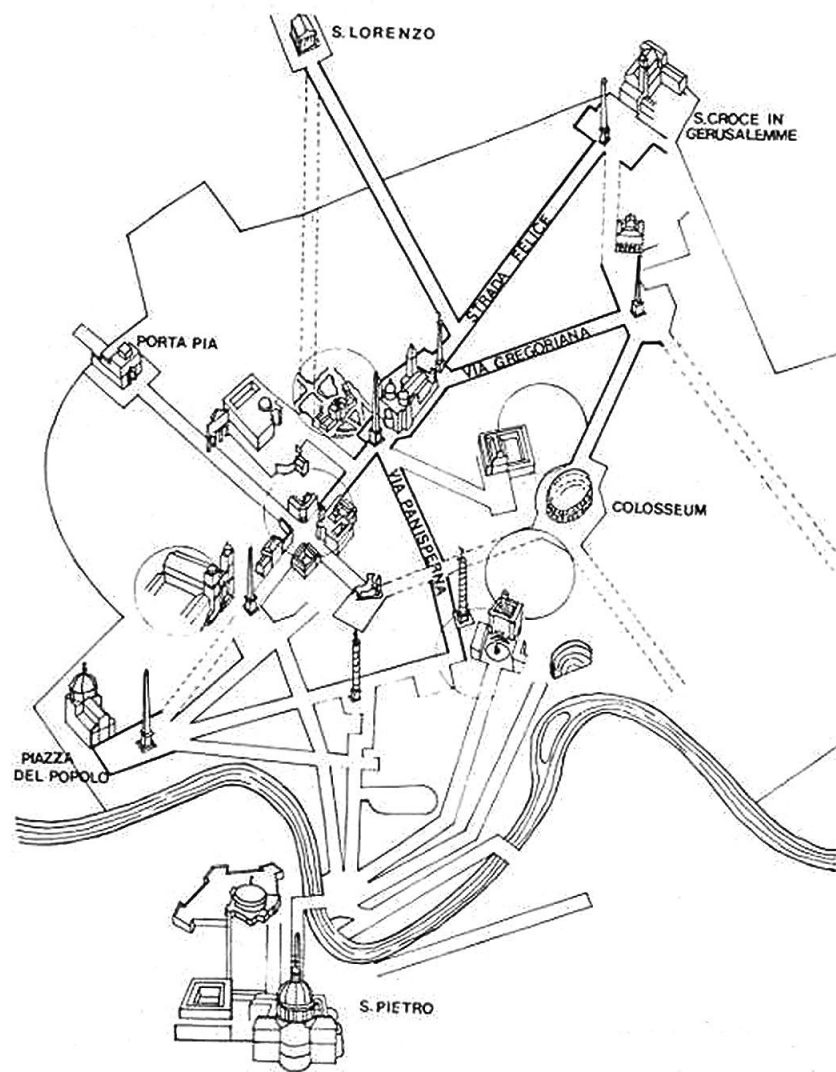 S. LORENZO
S. CROCE IN
GERUSALEMME
STRADA FELICE
PORTA PIA
VIA GREGORIANA
VIA PANISPERNA
COLOSSEUM
PIAZZA
DEL POPOLO
S. PIETRO